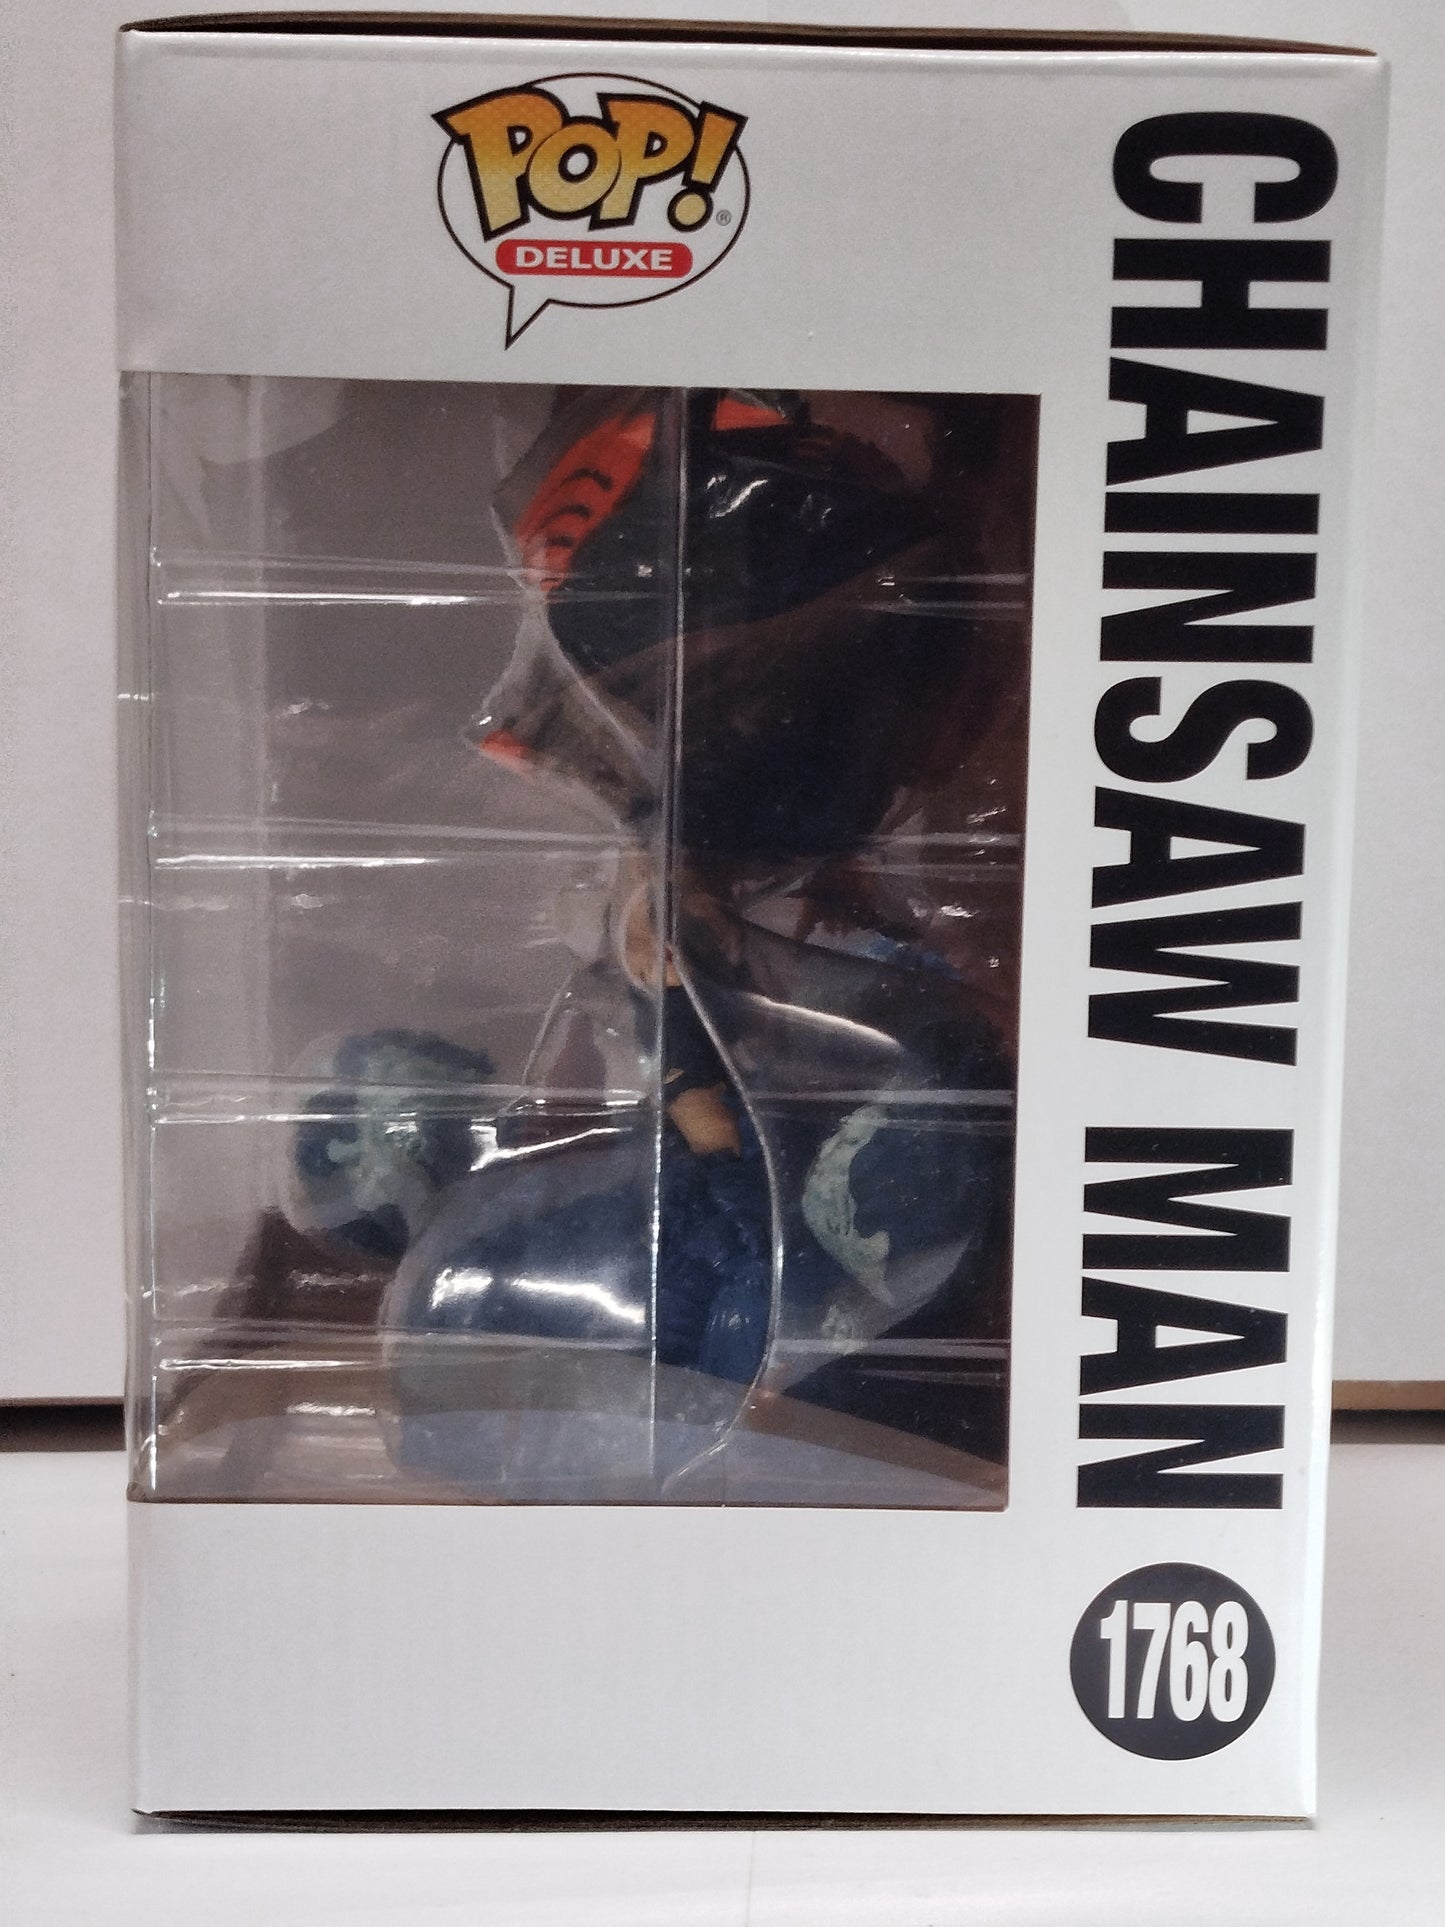 POP! ®
DELUXE
CHAINSAW MAN
1768